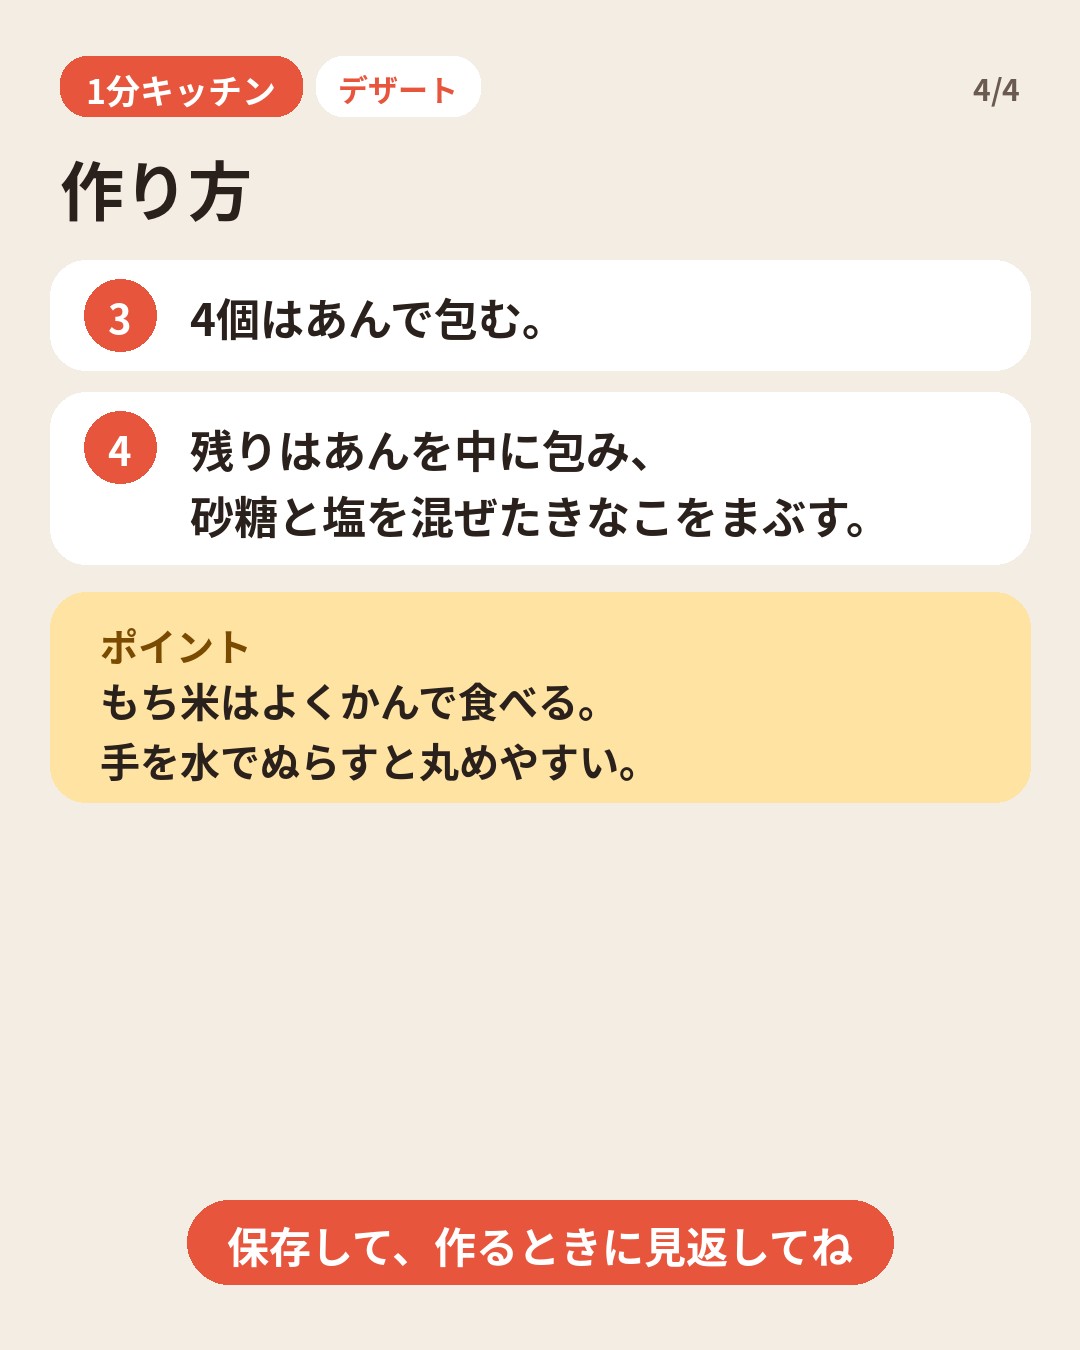 1分キッチン
デザート
4/4
作り方
3
4個はあんで包む。
4
残りはあんを中に包み、
砂糖と塩を混ぜたきなこをまぶす。
ポイント
もち米はよくかんで食べる。
手を水でぬらすと丸めやすい。
保存して、作るときに見返してね